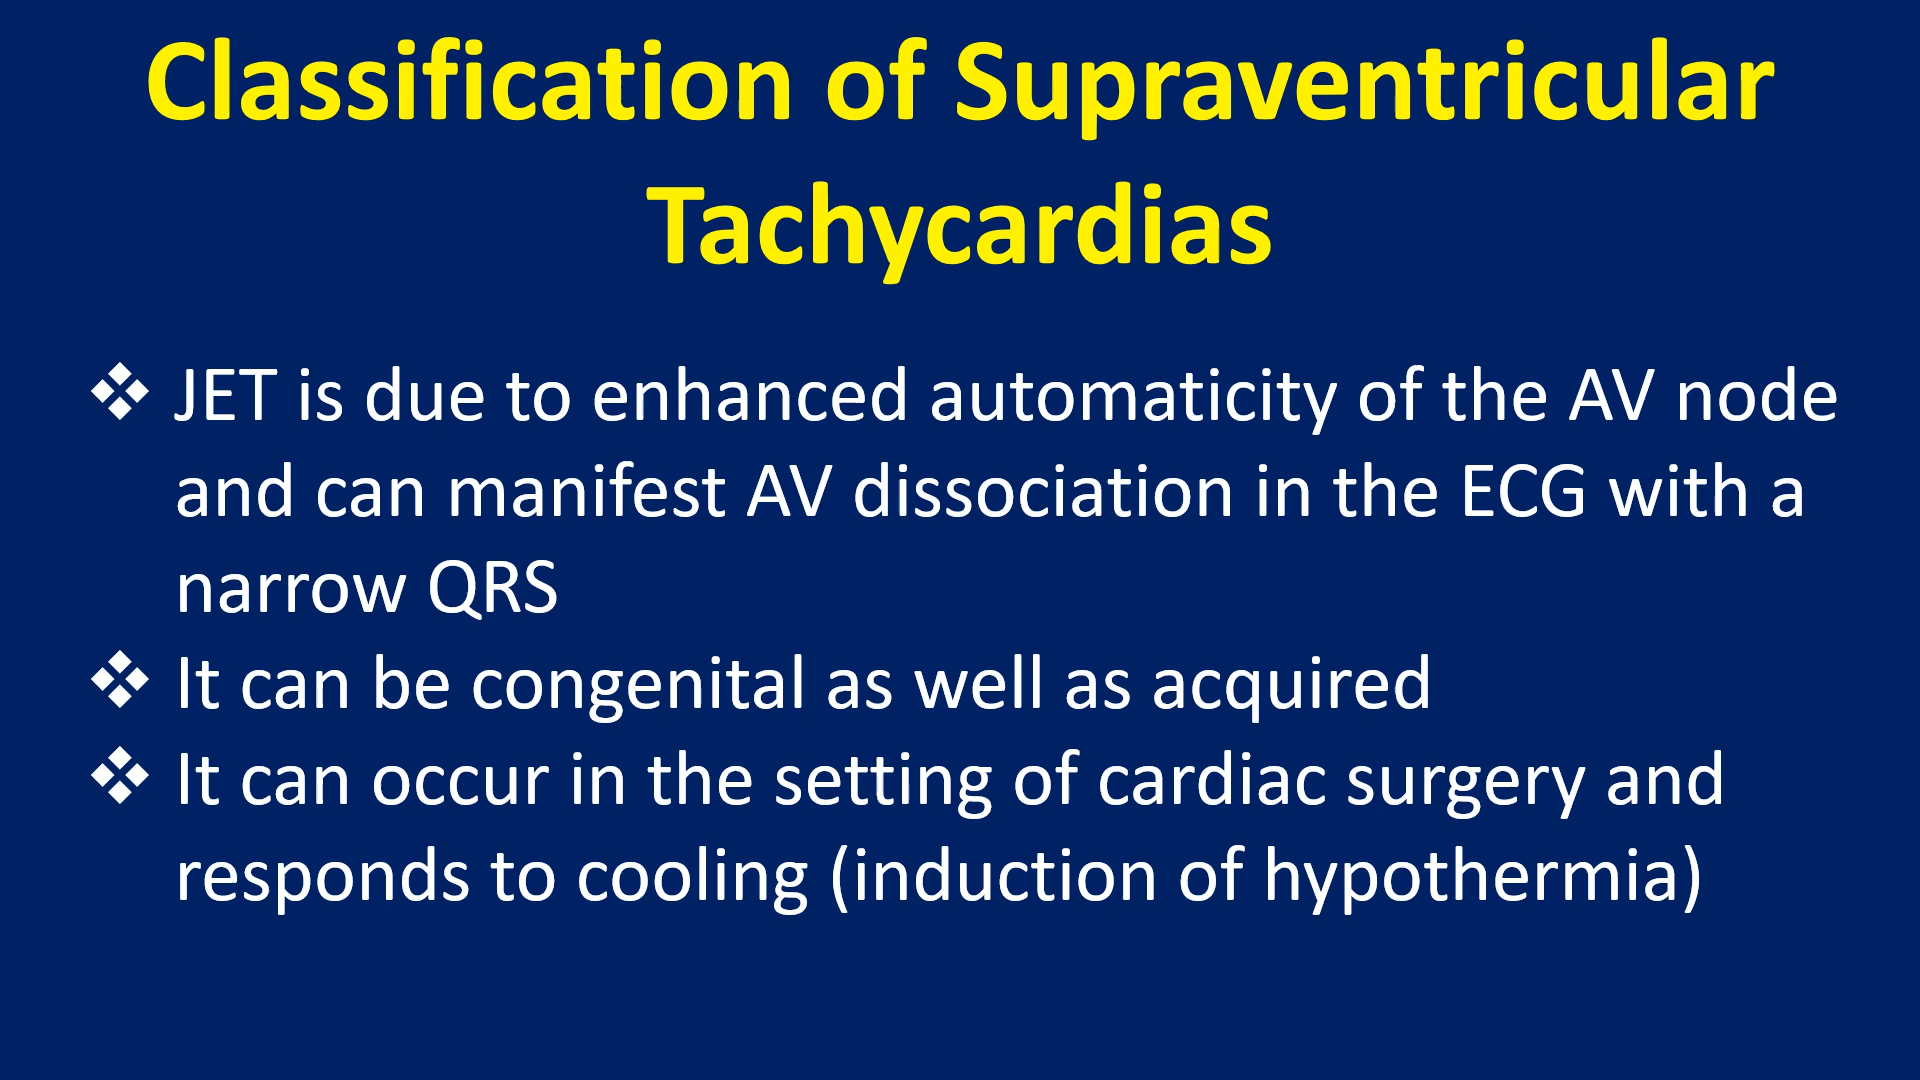 Classification of Supraventricular
Tachycardias
❖ JET is due to enhanced automaticity of the AV node
and can manifest AV dissociation in the ECG with a
narrow QRS
❖ It can be congenital as well as acquired
❖ It can occur in the setting of cardiac surgery and
responds to cooling (induction of hypothermia)